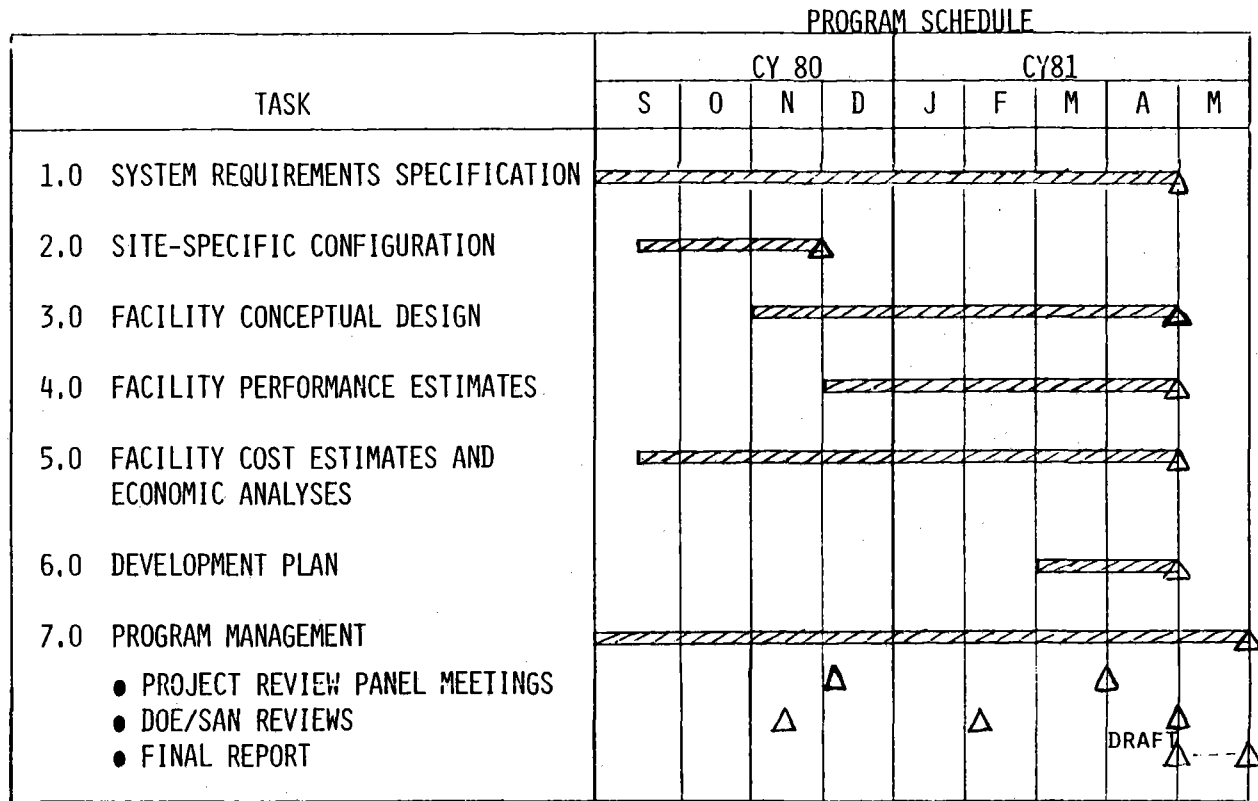 PROGRAM SCHEDULE
CY 80 CY81
TASK S O N D J F M A M
1.0 SYSTEM REQUIREMENTS SPECIFICATION
2.0 SITE-SPECIFIC CONFIGURATION
3.0 FACILITY CONCEPTUAL DESIGN
4.0 FACILITY PERFORMANCE ESTIMATES
5.0 FACILITY COST ESTIMATES AND
ECONOMIC ANALYSES
6.0 DEVELOPMENT PLAN
7.0 PROGRAM MANAGEMENT
● PROJECT REVIEW PANEL MEETINGS
● DOE/SAN REVIEWS
DRAFT
● FINAL REPORT